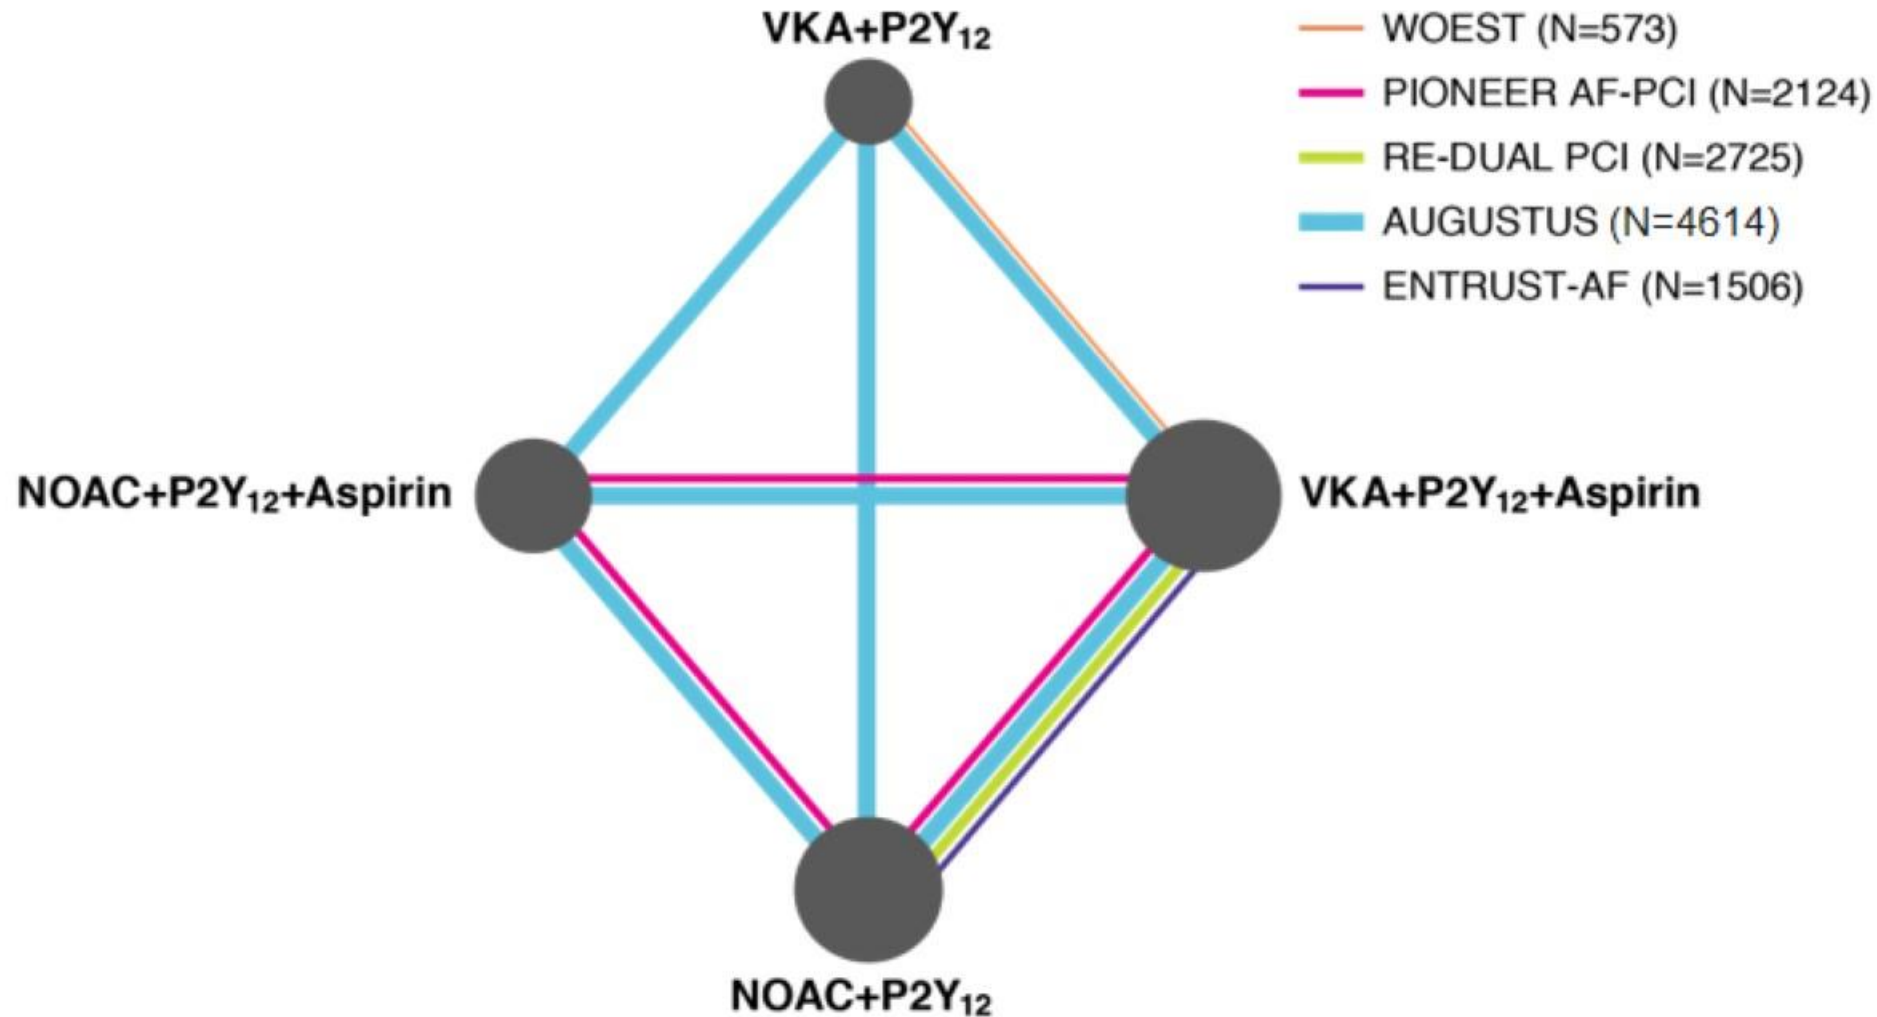 VKA+P2Y₁₂
WOEST (N=573)
PIONEER AF-PCI (N=2124)
RE-DUAL PCI (N=2725)
AUGUSTUS (N=4614)
ENTRUST-AF (N=1506)
NOAC+P2Y₁₂+Aspirin
VKA+P2Y₁₂+Aspirin
NOAC+P2Y₁₂